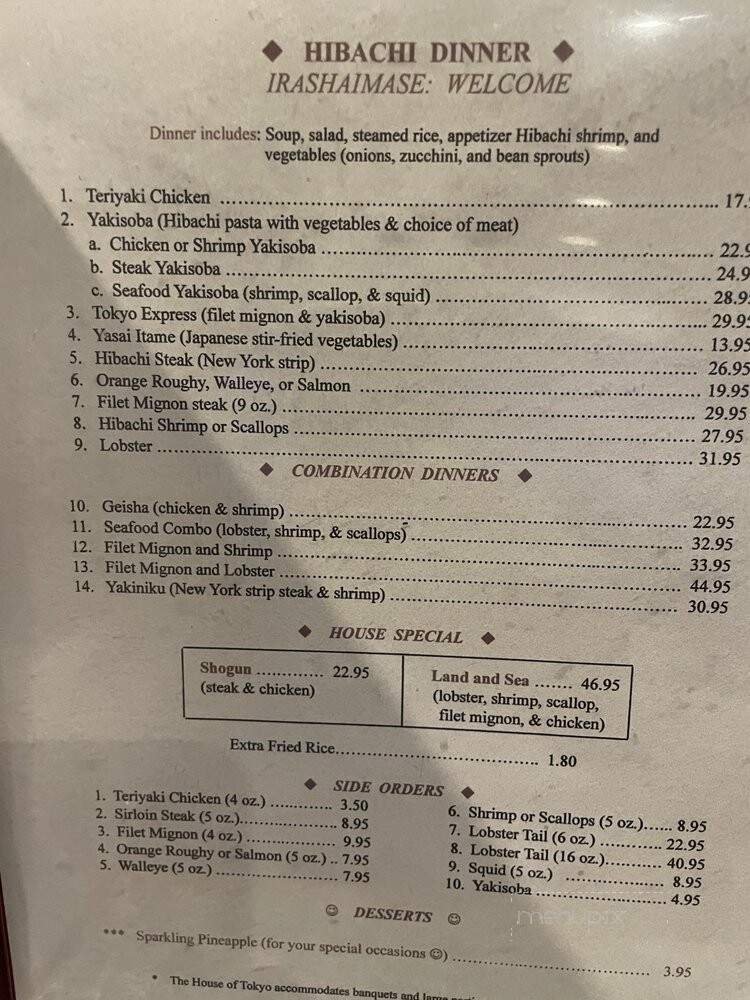 ◆ HIBACHI DINNER ◆
IRASHAIMASE: WELCOME
Dinner includes: Soup, salad, steamed rice, appetizer Hibachi shrimp, and
vegetables (onions, zucchini, and bean sprouts)
1. Teriyaki Chicken ........ 17.
2. Yakisoba (Hibachi pasta with vegetables & choice of meat)
a. Chicken or Shrimp Yakisoba ........ 22.9
b. Steak Yakisoba ........ 24.9
c. Seafood Yakisoba (shrimp, scallop, & squid) ........ 28.9
3. Tokyo Express (filet mignon & yakisoba) ........ 29.95
4. Yasai Itame (Japanese stir-fried vegetables) ........ 13.95
5. Hibachi Steak (New York strip) ........ 26.95
6. Orange Roughy, Walleye, or Salmon ........ 19.95
7. Filet Mignon steak (9 oz.) ........ 29.95
8. Hibachi Shrimp or Scallops ........ 27.95
9. Lobster ........ 31.95
◆ COMBINATION DINNERS ◆
10. Geisha (chicken & shrimp) ........ 22.95
11. Seafood Combo (lobster, shrimp, & scallops) ........ 32.95
12. Filet Mignon and Shrimp ........ 33.95
13. Filet Mignon and Lobster ........ 44.95
14. Yakiniku (New York strip steak & shrimp) ........ 30.95
◆ HOUSE SPECIAL ◆
Shogun ............. 22.95
(steak & chicken)
Land and Sea ....... 46.95
(lobster, shrimp, scallop,
filet mignon, & chicken)
Extra Fried Rice........ 1.80
◆ SIDE ORDERS ◆
1. Teriyaki Chicken (4 oz.) ............ 3.50
2. Sirloin Steak (5 oz.)........ 8.95
3. Filet Mignon (4 oz.) ........ 9.95
4. Orange Roughy or Salmon (5 oz.) .. 7.95
5. Walleye (5 oz.) ........ 7.95
6. Shrimp or Scallops (5 oz.)...... 8.95
7. Lobster Tail (6 oz.) ........ 22.95
8. Lobster Tail (16 oz.)........ 40.95
9. Squid (5 oz.) ........ 8.95
10. Yakisoba ........ 4.95
☺ DESSERTS ☺
*** Sparkling Pineapple (for your special occasions ☺) ........ 3.95
* The House of Tokyo accommodates banquets and large
menupix